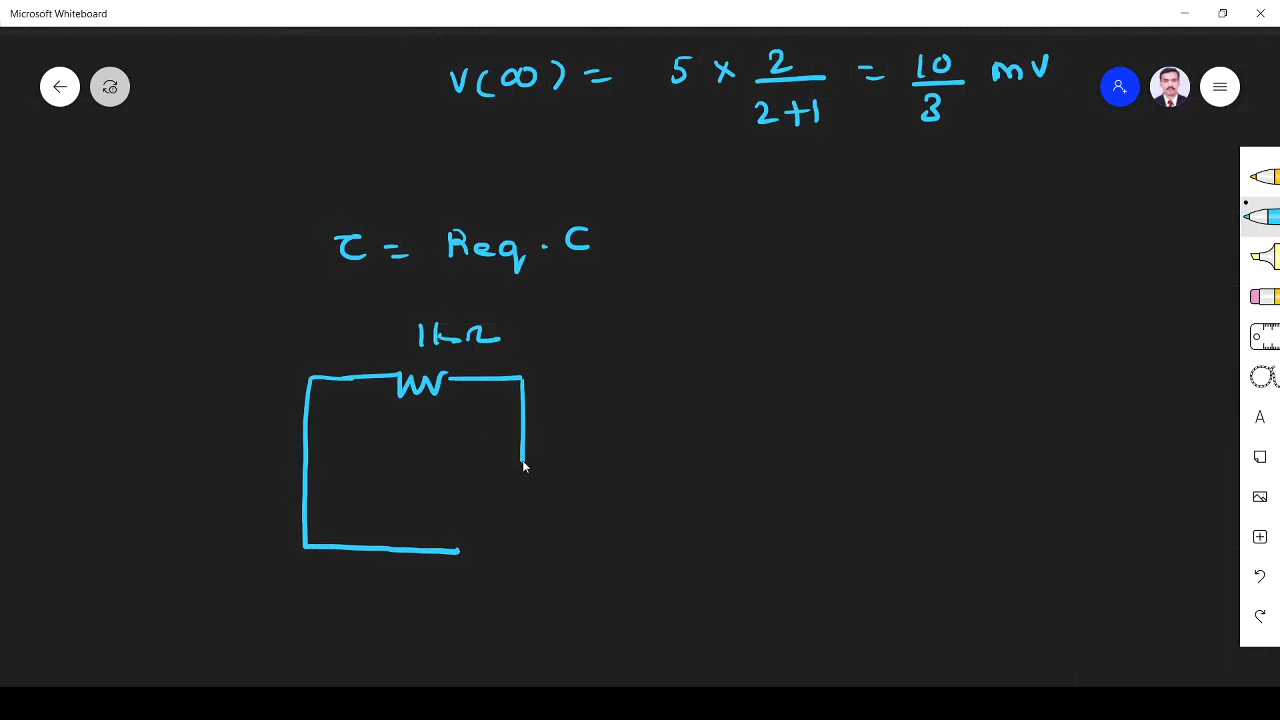 Microsoft Whiteboard
v(∞) = 5 × 2/(2+1) = 10/3 mV
τ = Req · C
1kΩ
A